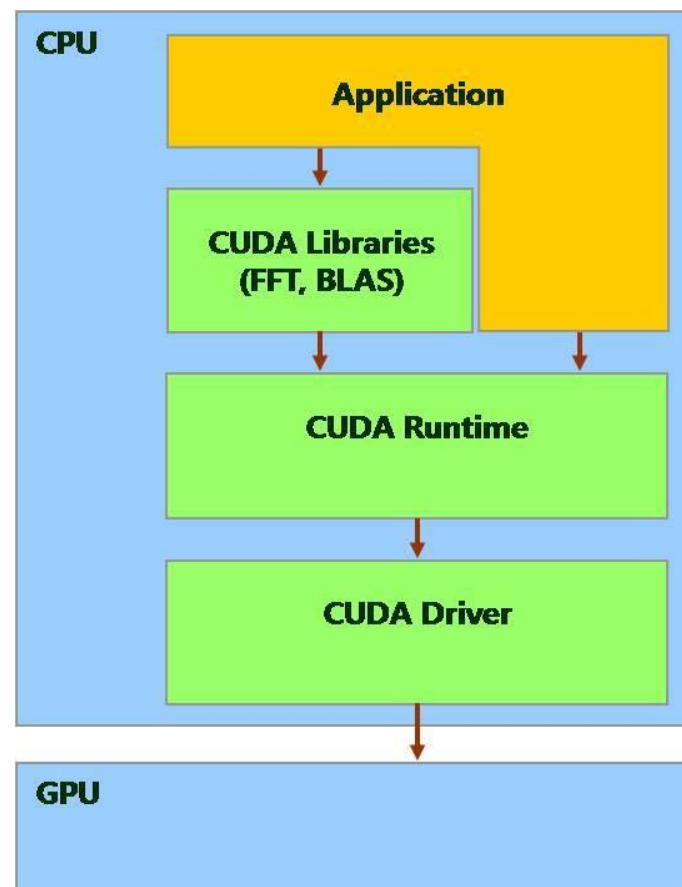 CPU
Application
CUDA Libraries
(FFT, BLAS)
CUDA Runtime
CUDA Driver
GPU